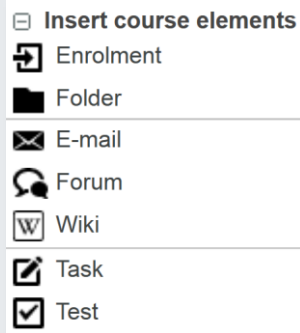 Insert course elements
Enrolment
Folder
E-mail
Forum
W Wiki
Task
Test